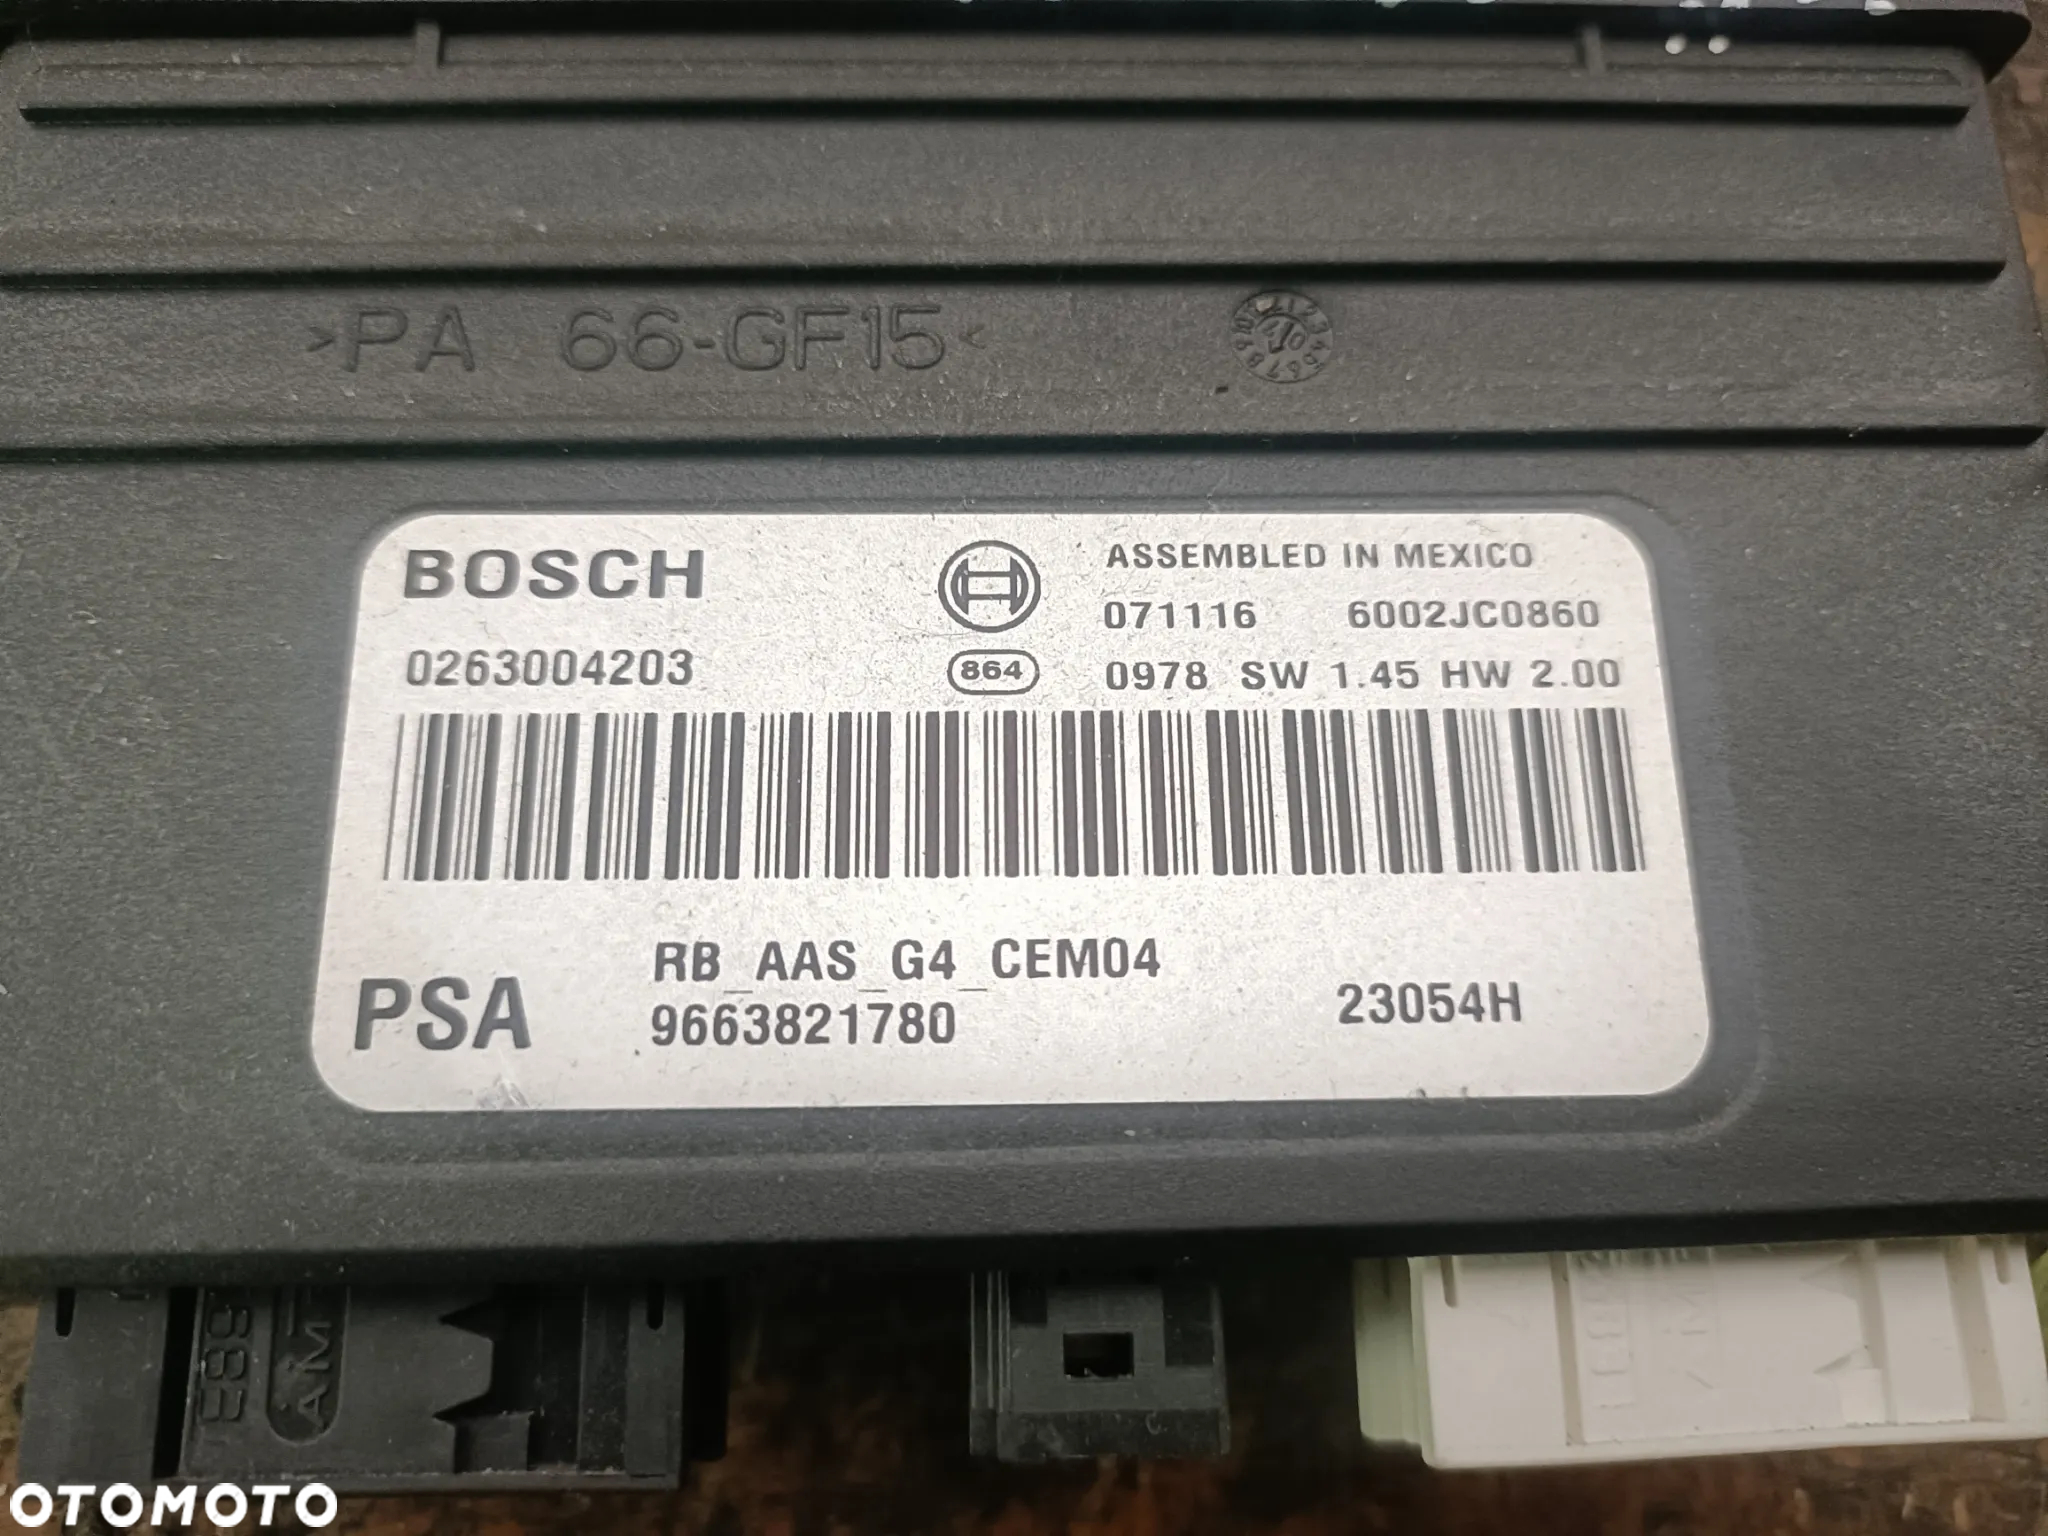 >PA 66-GF15<
BOSCH
ASSEMBLED IN MEXICO
071116 6002JC0860
0263004203
864
0978 SW 1.45 HW 2.00
RB_AAS_G4_CEM04
PSA
9663821780
23054H
OTOMOTO